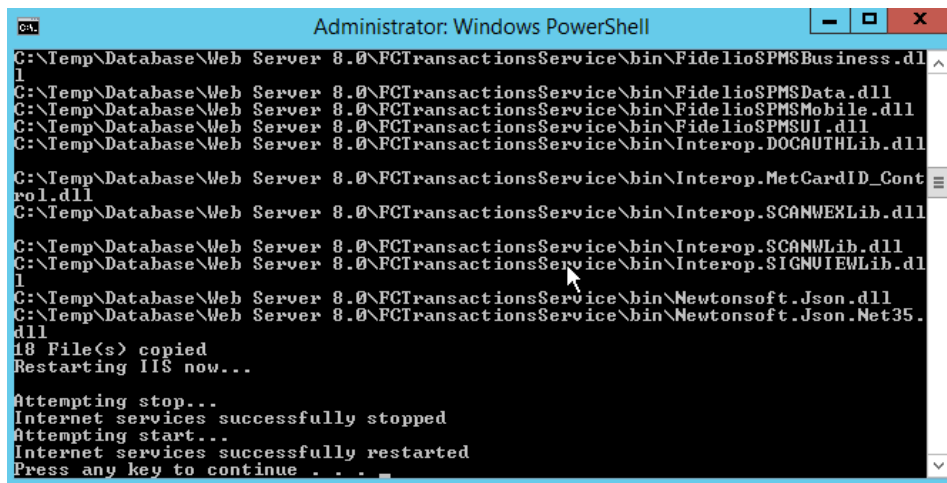 Administrator: Windows PowerShell
C:\Temp\Database\Web Server 8.0\FCTransactionsService\bin\FidelioSPMSBusiness.dl
l
C:\Temp\Database\Web Server 8.0\FCTransactionsService\bin\FidelioSPMSData.dll
C:\Temp\Database\Web Server 8.0\FCTransactionsService\bin\FidelioSPMSMobile.dll
C:\Temp\Database\Web Server 8.0\FCTransactionsService\bin\FidelioSPMSUI.dll
C:\Temp\Database\Web Server 8.0\FCTransactionsService\bin\Interop.DOCAUTHLib.dll
C:\Temp\Database\Web Server 8.0\FCTransactionsService\bin\Interop.MetCardID_Cont
rol.dll
C:\Temp\Database\Web Server 8.0\FCTransactionsService\bin\Interop.SCANWEXLib.dll
C:\Temp\Database\Web Server 8.0\FCTransactionsService\bin\Interop.SCANWLib.dll
C:\Temp\Database\Web Server 8.0\FCTransactionsService\bin\Interop.SIGNVIEWLib.dl
l
C:\Temp\Database\Web Server 8.0\FCTransactionsService\bin\Newtonsoft.Json.dll
C:\Temp\Database\Web Server 8.0\FCTransactionsService\bin\Newtonsoft.Json.Net35.
dll
18 File(s) copied
Restarting IIS now...
Attempting stop...
Internet services successfully stopped
Attempting start...
Internet services successfully restarted
Press any key to continue . . . _